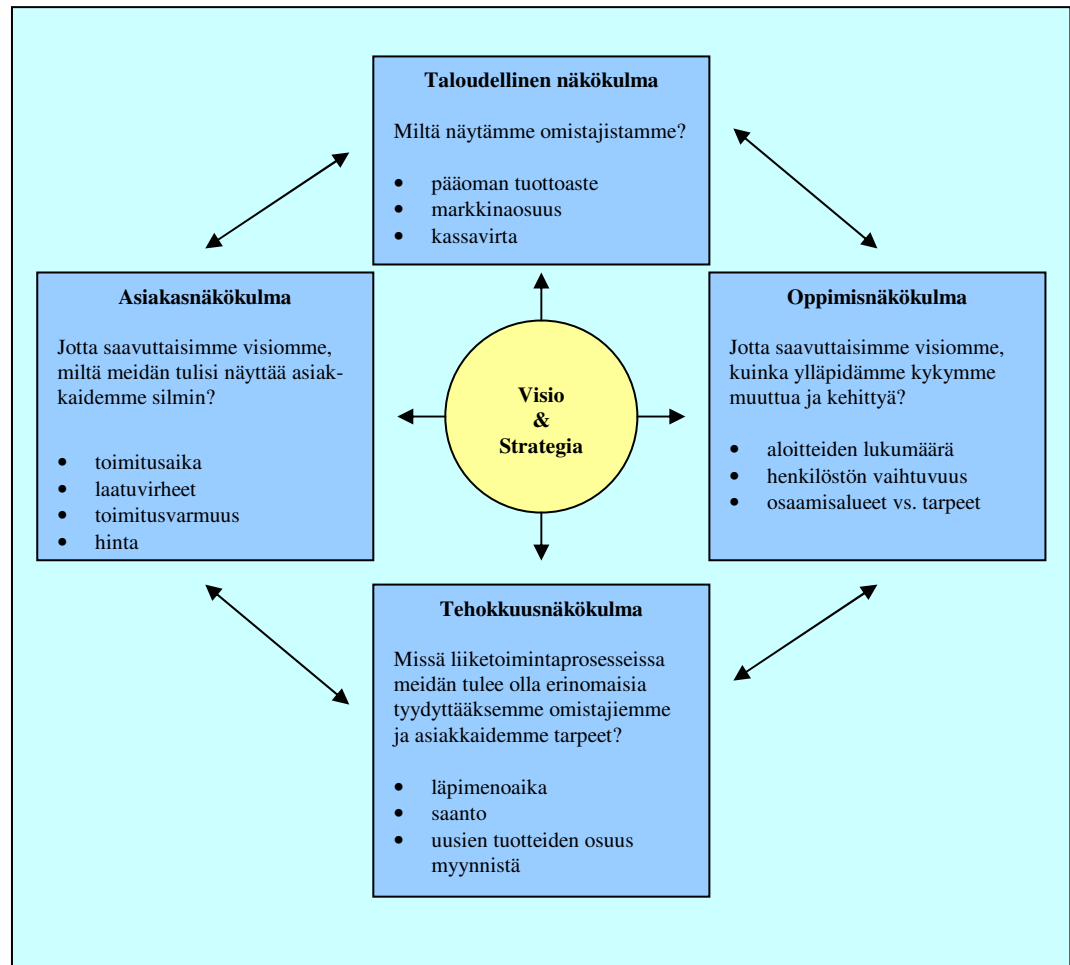 Taloudellinen näkökulma
Miltä näytämme omistajistamme?
• pääoman tuottoaste
• markkinaosuus
• kassavirta
Asiakasnäkökulma
Jotta saavuttaisimme visiomme,
miltä meidän tulisi näyttää asiak-
kaidemme silmin?
• toimitusaika
• laatuvirheet
• toimitusvarmuus
• hinta
Visio
&
Strategia
Oppimisnäkökulma
Jotta saavuttaisimme visiomme,
kuinka ylläpidämme kykymme
muuttua ja kehittyä?
• aloitteiden lukumäärä
• henkilöstön vaihtuvuus
• osaamisalueet vs. tarpeet
Tehokkuusnäkökulma
Missä liiketoimintaprosesseissa
meidän tulee olla erinomaisia
tyydyttääksemme omistajiemme
ja asiakkaidemme tarpeet?
• läpimenoaika
• saanto
• uusien tuotteiden osuus
myynnistä